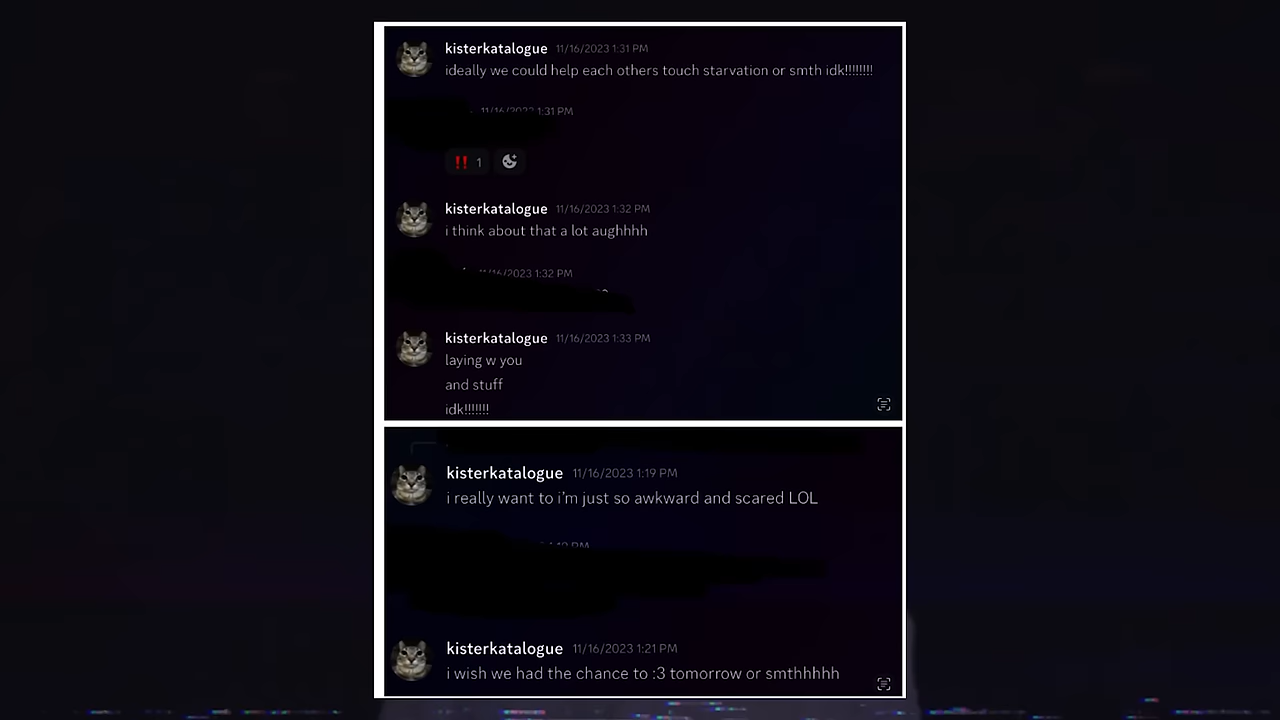 kisterkatalogue 11/16/2023 1:31 PM
ideally we could help each others touch starvation or smth idk!!!!!!!!
11/16/2023 1:31 PM
‼ 1
kisterkatalogue 11/16/2023 1:32 PM
i think about that a lot aughhhh
11/16/2023 1:32 PM
kisterkatalogue 11/16/2023 1:33 PM
laying w you
and stuff
idk!!!!!!!
kisterkatalogue 11/16/2023 1:19 PM
i really want to i'm just so awkward and scared LOL
PM
kisterkatalogue 11/16/2023 1:21 PM
i wish we had the chance to :3 tomorrow or smthhhhh